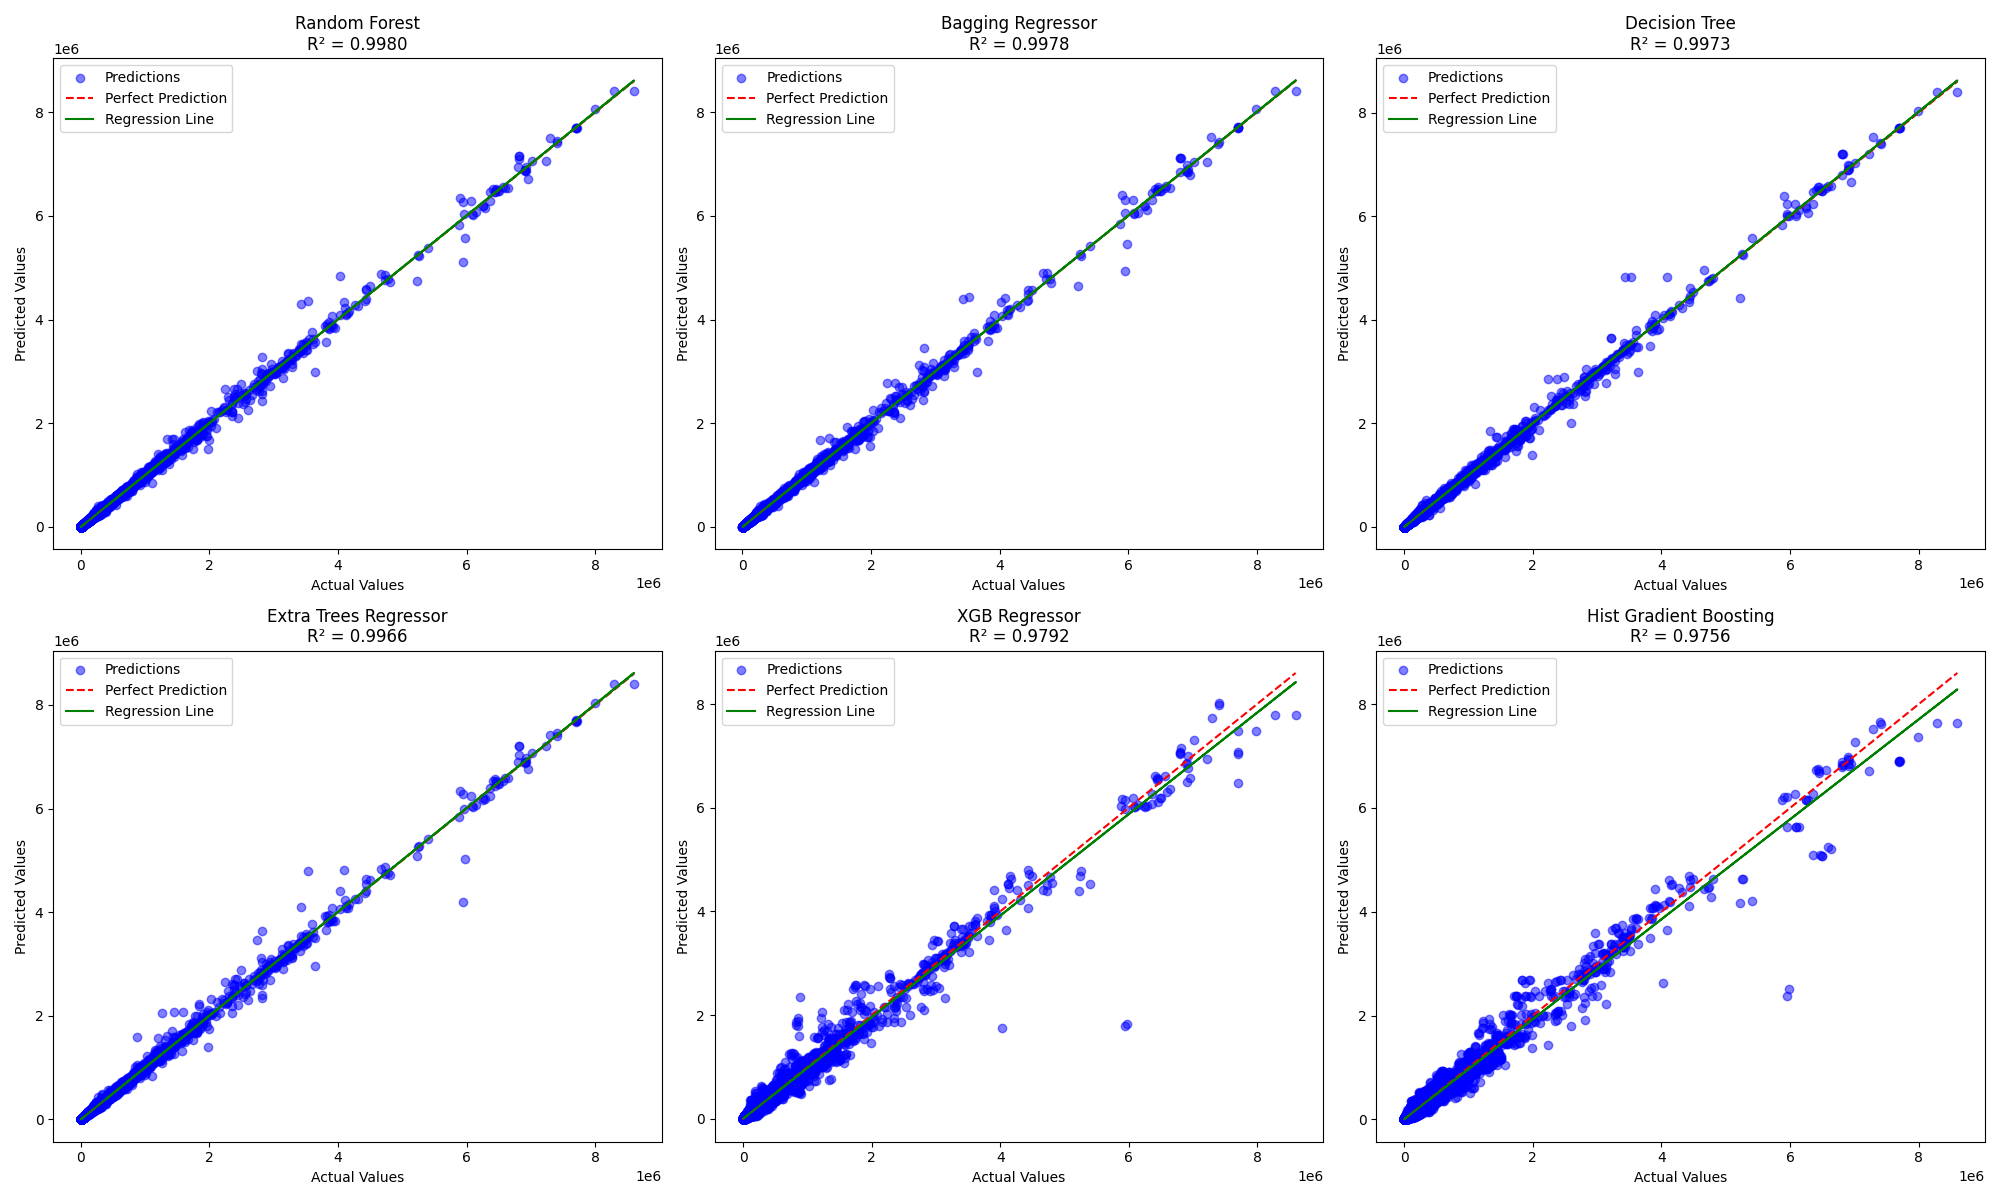 Random Forest
R² = 0.9980
1e6
Predictions
Perfect Prediction
Regression Line
8
6
4
2
0
Predicted Values
0 2 4 6 8
1e6
Actual Values
Bagging Regressor
R² = 0.9978
1e6
Predictions
Perfect Prediction
Regression Line
8
6
4
2
0
Predicted Values
0 2 4 6 8
1e6
Actual Values
Decision Tree
R² = 0.9973
1e6
Predictions
Perfect Prediction
Regression Line
8
6
4
2
0
Predicted Values
0 2 4 6 8
1e6
Actual Values
Extra Trees Regressor
R² = 0.9966
1e6
Predictions
Perfect Prediction
Regression Line
8
6
4
2
0
Predicted Values
0 2 4 6 8
1e6
Actual Values
XGB Regressor
R² = 0.9792
1e6
Predictions
Perfect Prediction
Regression Line
8
6
4
2
0
Predicted Values
0 2 4 6 8
1e6
Actual Values
Hist Gradient Boosting
R² = 0.9756
1e6
Predictions
Perfect Prediction
Regression Line
8
6
4
2
0
Predicted Values
0 2 4 6 8
1e6
Actual Values